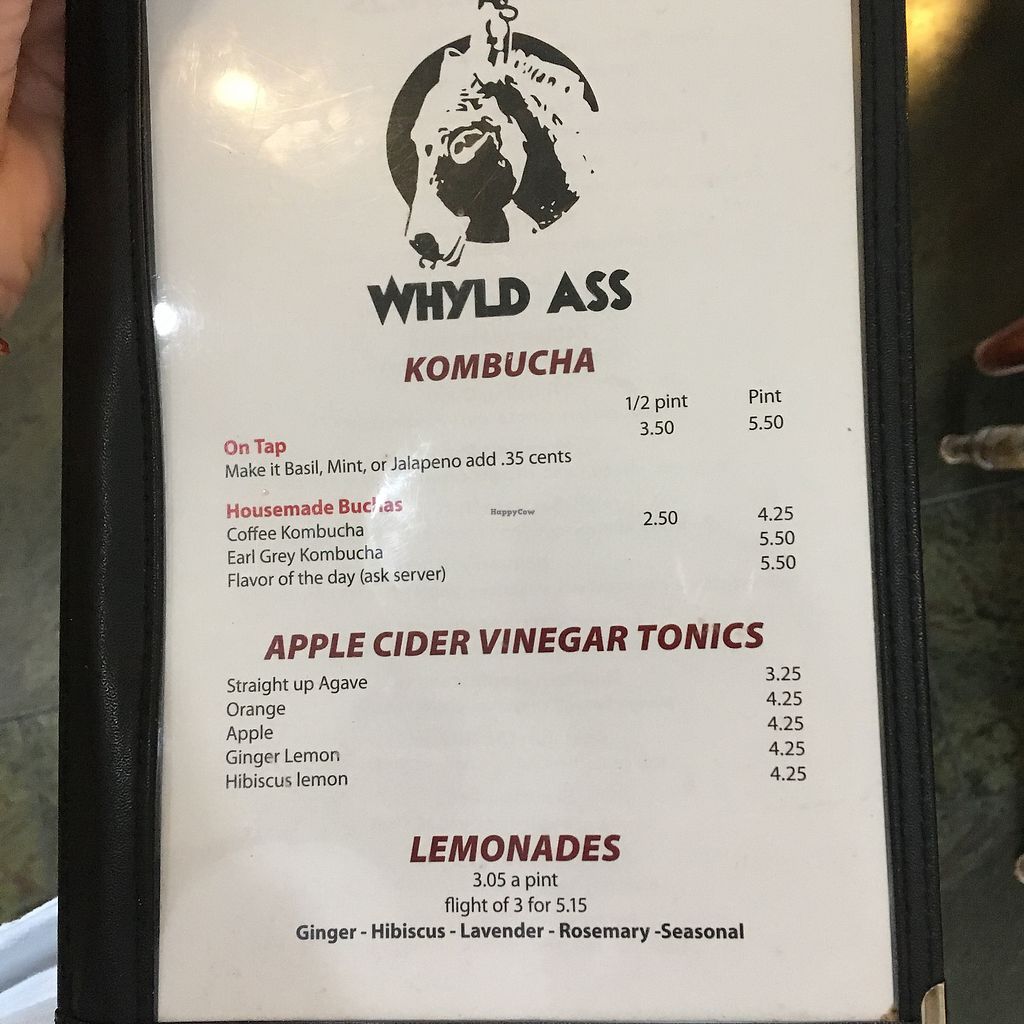 WHYLD ASS
KOMBUCHA
1/2 pint Pint
On Tap 3.50 5.50
Make it Basil, Mint, or Jalapeno add .35 cents
Housemade Buchas
HappyCow
Coffee Kombucha 2.50 4.25
Earl Grey Kombucha 5.50
Flavor of the day (ask server) 5.50
APPLE CIDER VINEGAR TONICS
Straight up Agave 3.25
Orange 4.25
Apple 4.25
Ginger Lemon 4.25
Hibiscus lemon 4.25
LEMONADES
3.05 a pint
flight of 3 for 5.15
Ginger - Hibiscus - Lavender - Rosemary -Seasonal